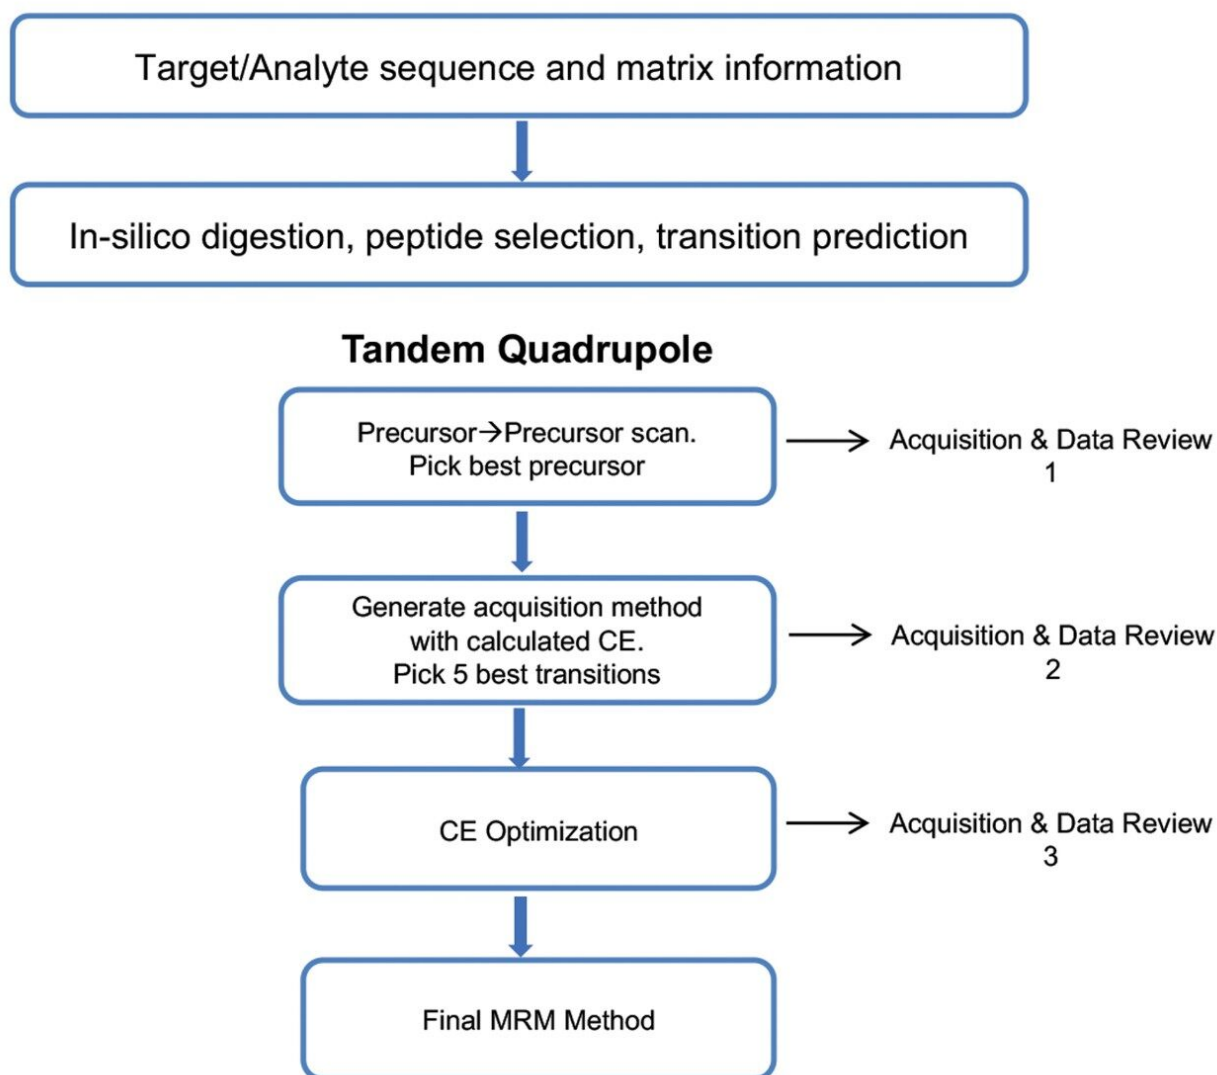 Target/Analyte sequence and matrix information
In-silico digestion, peptide selection, transition prediction
Tandem Quadrupole
Precursor→Precursor scan.
Pick best precursor
Acquisition & Data Review
1
Generate acquisition method
with calculated CE.
Pick 5 best transitions
Acquisition & Data Review
2
CE Optimization
Acquisition & Data Review
3
Final MRM Method